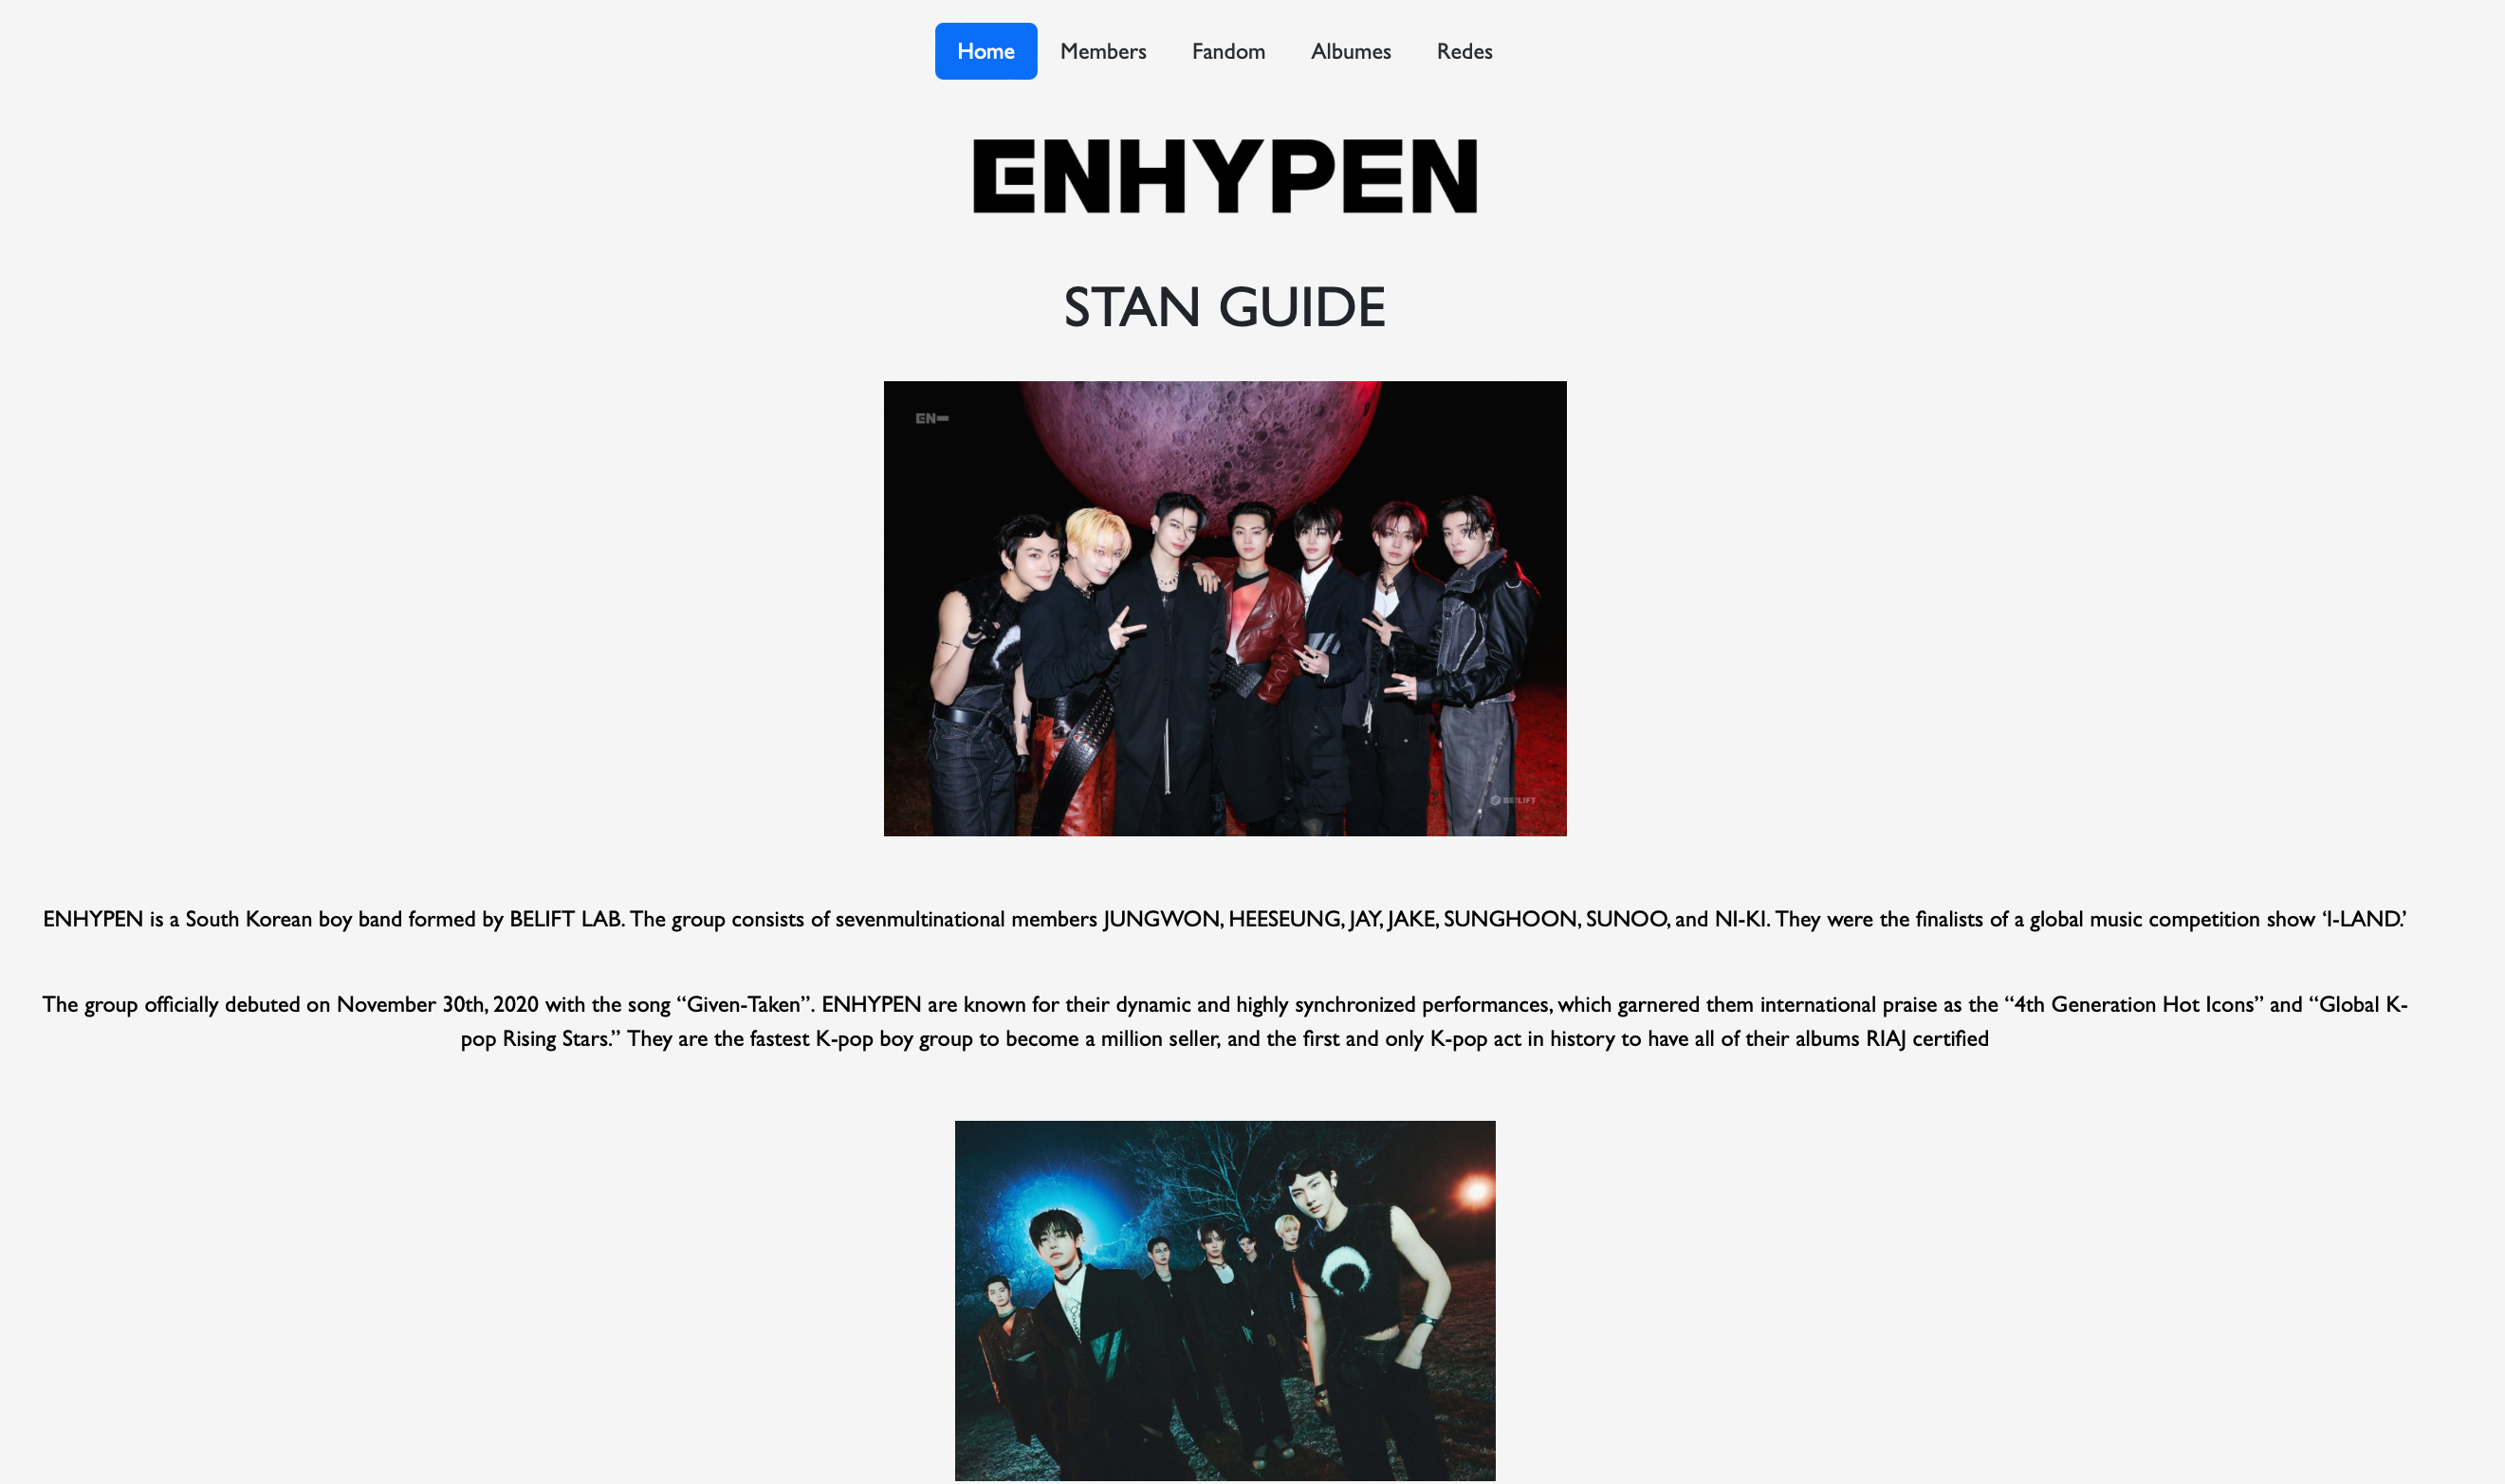 Home Members Fandom Albumes Redes
ENHYPEN
STAN GUIDE
EN-
BE:LIFT
ENHYPEN is a South Korean boy band formed by BELIFT LAB. The group consists of sevenmultinational members JUNGWON, HEESEUNG, JAY, JAKE, SUNGHOON, SUNOO, and NI-KI. They were the finalists of a global music competition show ‘I-LAND.’
The group officially debuted on November 30th, 2020 with the song “Given-Taken”. ENHYPEN are known for their dynamic and highly synchronized performances, which garnered them international praise as the “4th Generation Hot Icons” and “Global K-
pop Rising Stars.” They are the fastest K-pop boy group to become a million seller, and the first and only K-pop act in history to have all of their albums RIAJ certified